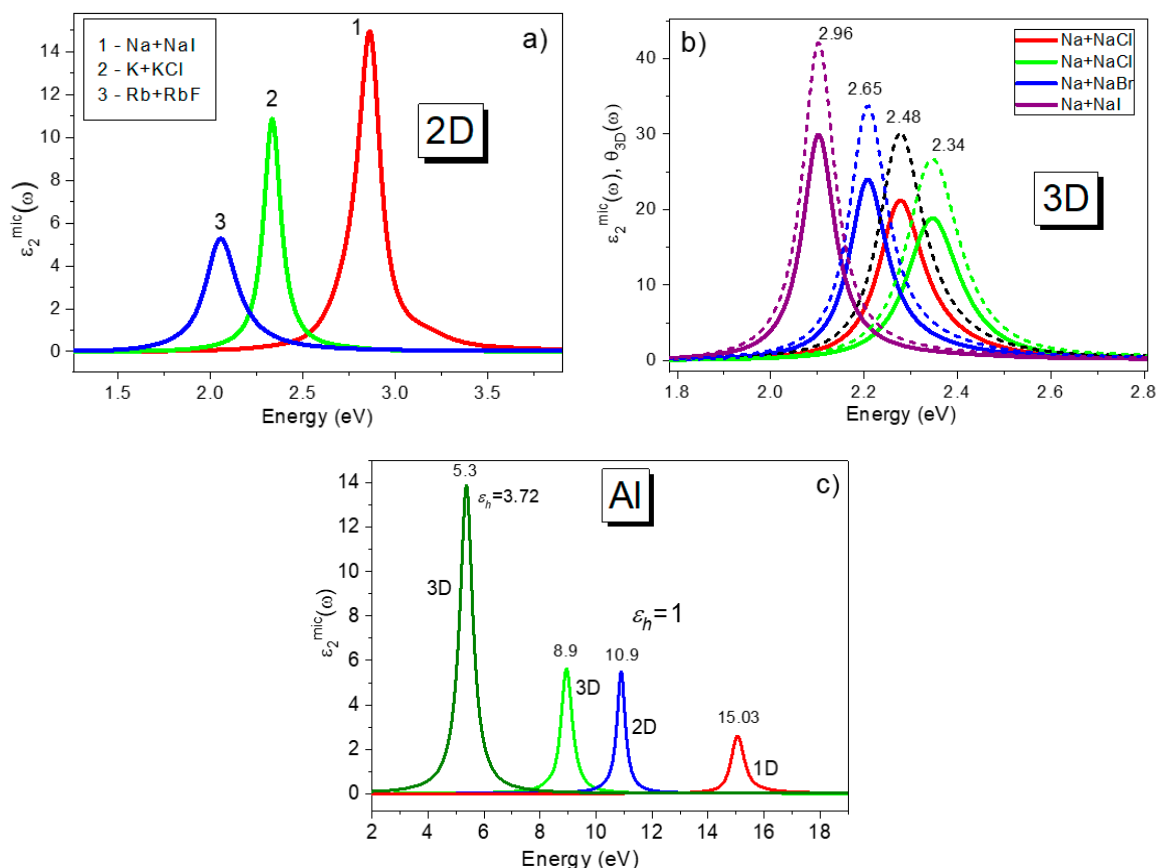 1 - Na+NaI
2 - K+KCl
3 - Rb+RbF
1
2
3
a)
2D
ε₂ᵐⁱᶜ(ω)
14
12
10
8
6
4
2
0
1.5
2.0
2.5
3.0
3.5
Energy (eV)
b)
2.96
2.65
2.48
2.34
Na+NaCl
Na+NaCl
Na+NaBr
Na+NaI
3D
ε₂ᵐⁱᶜ(ω), θ₃D(ω)
40
30
20
10
0
1.8
2.0
2.2
2.4
2.6
2.8
Energy (eV)
5.3
εₕ=3.72
Al
c)
3D
εₕ=1
8.9
3D
10.9
2D
15.03
1D
ε₂ᵐⁱᶜ(ω)
14
12
10
8
6
4
2
0
2
4
6
8
10
12
14
16
18
Energy (eV)